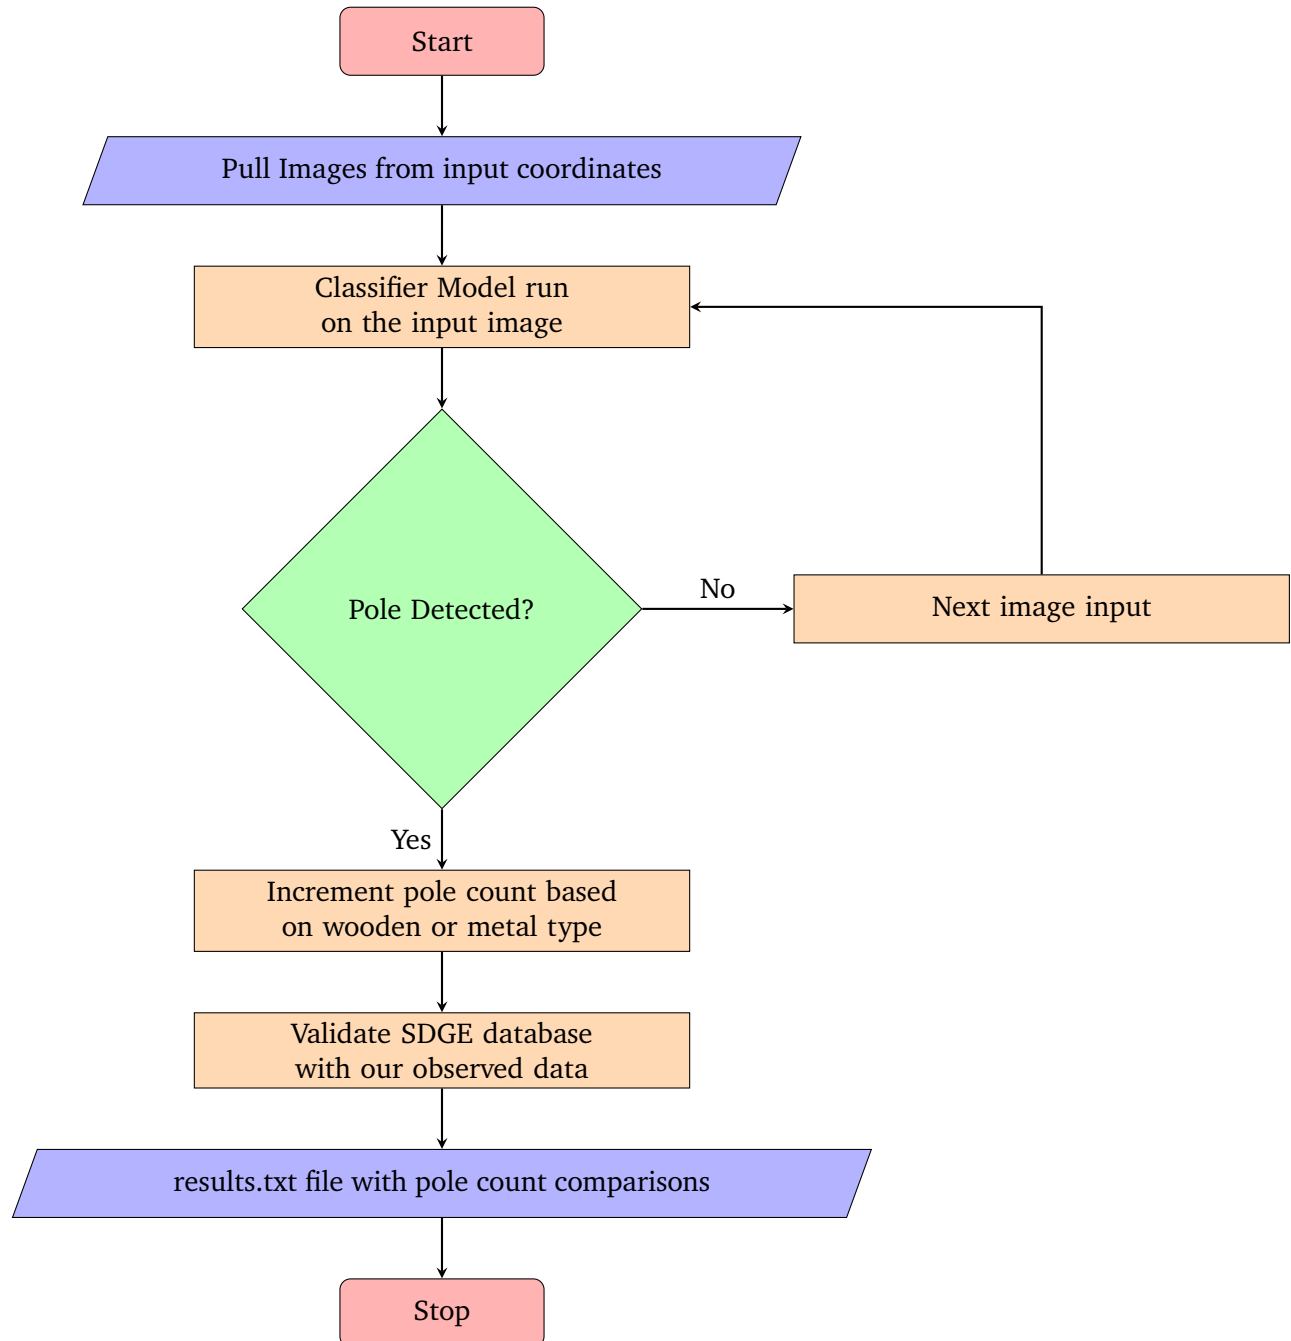 Start
Pull Images from input coordinates
Classifier Model run
on the input image
Pole Detected?
No
Next image input
Yes
Increment pole count based
on wooden or metal type
Validate SDGE database
with our observed data
results.txt file with pole count comparisons
Stop